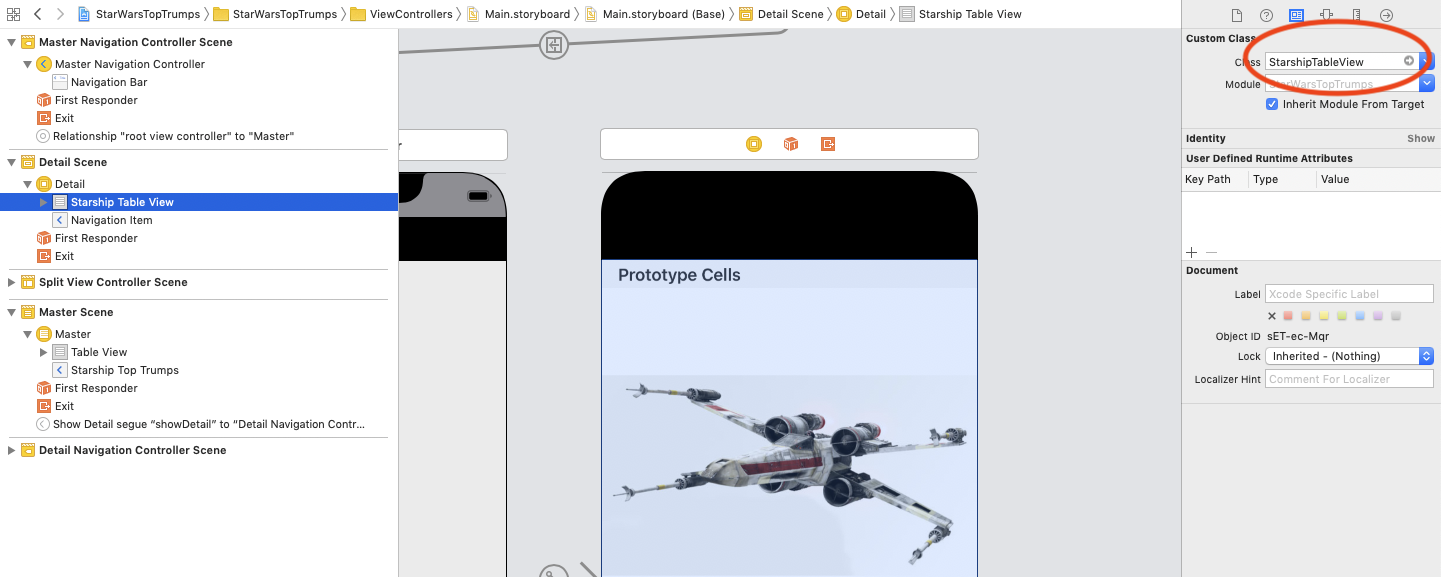 StarWarsTopTrumps StarWarsTopTrumps ViewControllers Main.storyboard Main.storyboard (Base) Detail Scene Detail Starship Table View
Master Navigation Controller Scene
Master Navigation Controller
Navigation Bar
First Responder
Exit
Relationship "root view controller" to "Master"
Detail Scene
Detail
Starship Table View
Navigation Item
First Responder
Exit
Split View Controller Scene
Master Scene
Master
Table View
Starship Top Trumps
First Responder
Exit
Show Detail segue "showDetail" to "Detail Navigation Contr...
Detail Navigation Controller Scene
Prototype Cells
Custom Class
Class StarshipTableView
Module StarWarsTopTrumps
Inherit Module From Target
Identity Show
User Defined Runtime Attributes
Key Path Type Value
Document
Label Xcode Specific Label
Object ID sET-ec-Mqr
Lock Inherited - (Nothing)
Localizer Hint Comment For Localizer